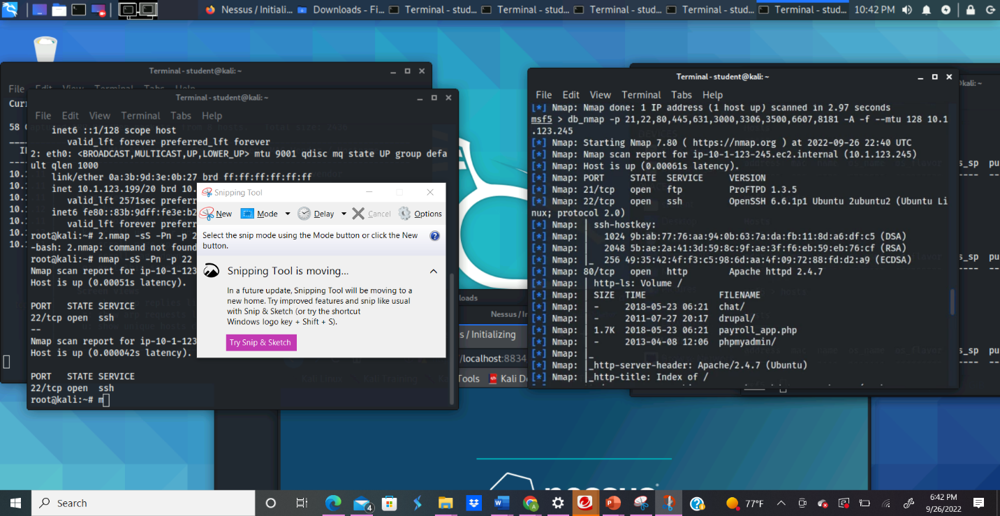 Nessus / Initiali...
Downloads - Fi...
Terminal - stud...
Terminal - stud...
Terminal - stud...
Terminal - stud...
Terminal - stud...
10:42 PM
Terminal - student@kali: ~
File Edit View Terminal Tabs Help
Terminal - student@kali: ~
File Edit View Terminal Tabs Help
inet6 ::1/128 scope host
valid_lft forever preferred_lft forever
2: eth0: <BROADCAST,MULTICAST,UP,LOWER_UP> mtu 9001 qdisc mq state UP group defa
ult qlen 1000
link/ether 0a:3b:9d:3e:0b:27 brd ff:ff:ff:ff:ff:ff
inet 10.1.123.199/20 brd 10.
valid_lft 2571sec prefer
inet6 fe80::83b:9dff:fe3e:b2
valid_lft forever prefer
root@kali:~# 2.nmap -sS -Pn -p 2
-bash: 2.nmap: command not found
root@kali:~# nmap -sS -Pn -p 22
Nmap scan report for ip-10-1-123
Host is up (0.00051s latency).
PORT STATE SERVICE
22/tcp open ssh
--
Nmap scan report for ip-10-1-123
Host is up (0.000042s latency).
PORT STATE SERVICE
22/tcp open ssh
root@kali:~# m
Snipping Tool
New Mode Delay Cancel Options
Select the snip mode using the Mode button or click the New
button.
Snipping Tool is moving...
In a future update, Snipping Tool will be moving to a
new home. Try improved features and snip like usual
with Snip & Sketch (or try the shortcut
Windows logo key + Shift + S).
Try Snip & Sketch
loads
Nessus / In
s / Initializing
/localhost:8834
Tools Kali Do
Terminal - student@kali: ~
File Edit View Terminal Tabs Help
[*] Nmap: Nmap done: 1 IP address (1 host up) scanned in 2.97 seconds
msf5 > db_nmap -p 21,22,80,445,631,3000,3306,3500,6607,8181 -A -f --mtu 128 10.1
.123.245
[*] Nmap: Starting Nmap 7.80 ( https://nmap.org ) at 2022-09-26 22:40 UTC
[*] Nmap: Nmap scan report for ip-10-1-123-245.ec2.internal (10.1.123.245)
[*] Nmap: Host is up (0.00061s latency).
[*] Nmap: PORT STATE SERVICE VERSION
[*] Nmap: 21/tcp open ftp ProFTPD 1.3.5
[*] Nmap: 22/tcp open ssh OpenSSH 6.6.1p1 Ubuntu 2ubuntu2 (Ubuntu Li
nux; protocol 2.0)
[*] Nmap: | ssh-hostkey:
[*] Nmap: | 1024 9b:ab:77:76:aa:94:0b:63:7a:da:fb:11:8d:a6:df:c5 (DSA)
[*] Nmap: | 2048 5b:ae:2a:41:3d:59:8c:9f:ae:3f:f6:eb:59:eb:76:cf (RSA)
[*] Nmap: |_ 256 49:35:42:4f:f3:c5:98:6d:aa:4f:09:72:88:fd:d2:a9 (ECDSA)
[*] Nmap: 80/tcp open http Apache httpd 2.4.7
[*] Nmap: | http-ls: Volume /
[*] Nmap: | SIZE TIME FILENAME
[*] Nmap: | - 2018-05-23 06:21 chat/
[*] Nmap: | - 2011-07-27 20:17 drupal/
[*] Nmap: | 1.7K 2018-05-23 06:21 payroll_app.php
[*] Nmap: | - 2013-04-08 12:06 phpmyadmin/
[*] Nmap: |_
[*] Nmap: |_http-server-header: Apache/2.4.7 (Ubuntu)
[*] Nmap: |_http-title: Index of /
kali: ~
s_sp pu
s_sp pu
s_sp pu
Search
4
77°F
6:42 PM
9/26/2022